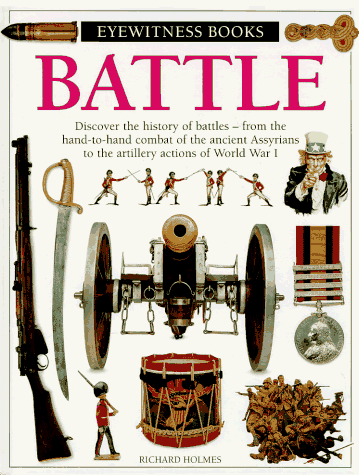 EYEWITNESS BOOKS
BATTLE
Discover the history of battles – from the
hand-to-hand combat of the ancient Assyrians
to the artillery actions of World War I
RICHARD HOLMES